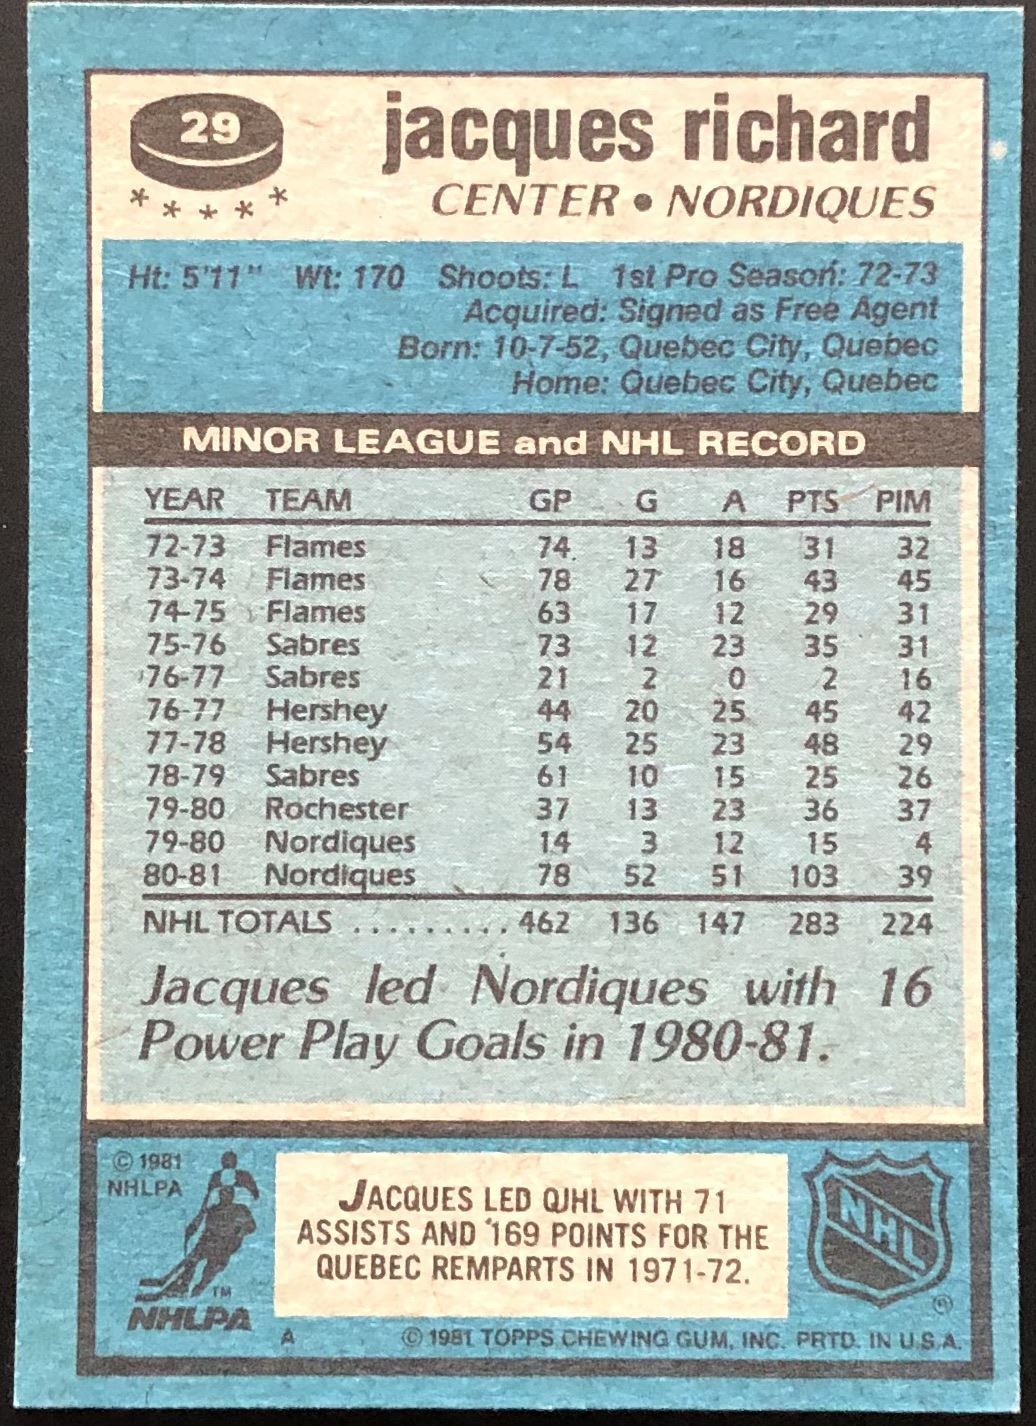 29
jacques richard
* * * * *
CENTER • NORDIQUES
Ht: 5'11" Wt: 170 Shoots: L 1st Pro Season: 72-73
Acquired: Signed as Free Agent
Born: 10-7-52, Quebec City, Quebec
Home: Quebec City, Quebec
MINOR LEAGUE and NHL RECORD
YEAR TEAM GP G A PTS PIM
72-73 Flames 74 13 18 31 32
73-74 Flames 78 27 16 43 45
74-75 Flames 63 17 12 29 31
75-76 Sabres 73 12 23 35 31
76-77 Sabres 21 2 0 2 16
76-77 Hershey 44 20 25 45 42
77-78 Hershey 54 25 23 48 29
78-79 Sabres 61 10 15 25 26
79-80 Rochester 37 13 23 36 37
79-80 Nordiques 14 3 12 15 4
80-81 Nordiques 78 52 51 103 39
NHL TOTALS ......... 462 136 147 283 224
Jacques led Nordiques with 16
Power Play Goals in 1980-81.
© 1981
NHLPA
TM
NHLPA
JACQUES LED QJHL WITH 71
ASSISTS AND 169 POINTS FOR THE
QUEBEC REMPARTS IN 1971-72.
NHL
®
A © 1981 TOPPS CHEWING GUM, INC. PRTD. IN U.S.A.